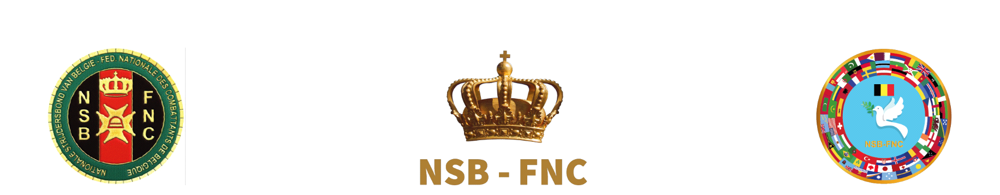 NATIONALE STRIJDERSBOND VAN BELGIE - FED. NATIONALE DES COMBATTANTS DE BELGIQUE
N F
S N
B C
NSB - FNC
NSB-FNC